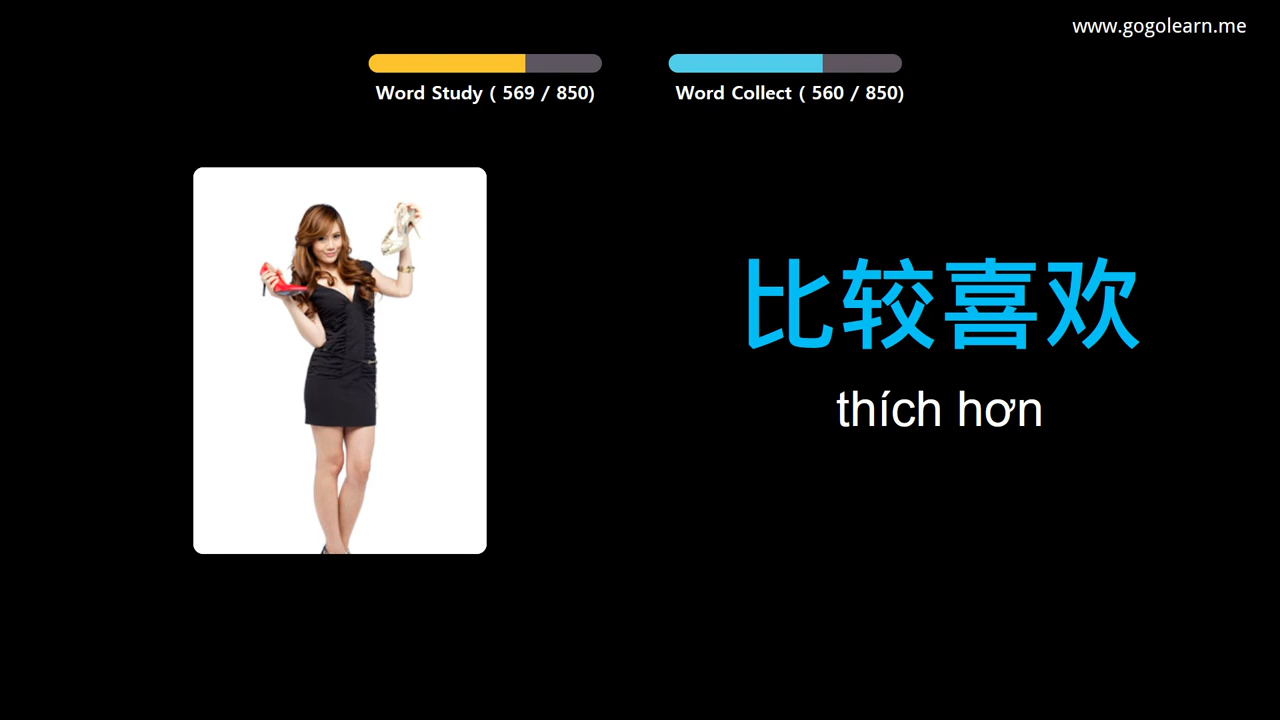 www.gogolearn.me
Word Study ( 569 / 850)
Word Collect ( 560 / 850)
比较喜欢
thích hơn